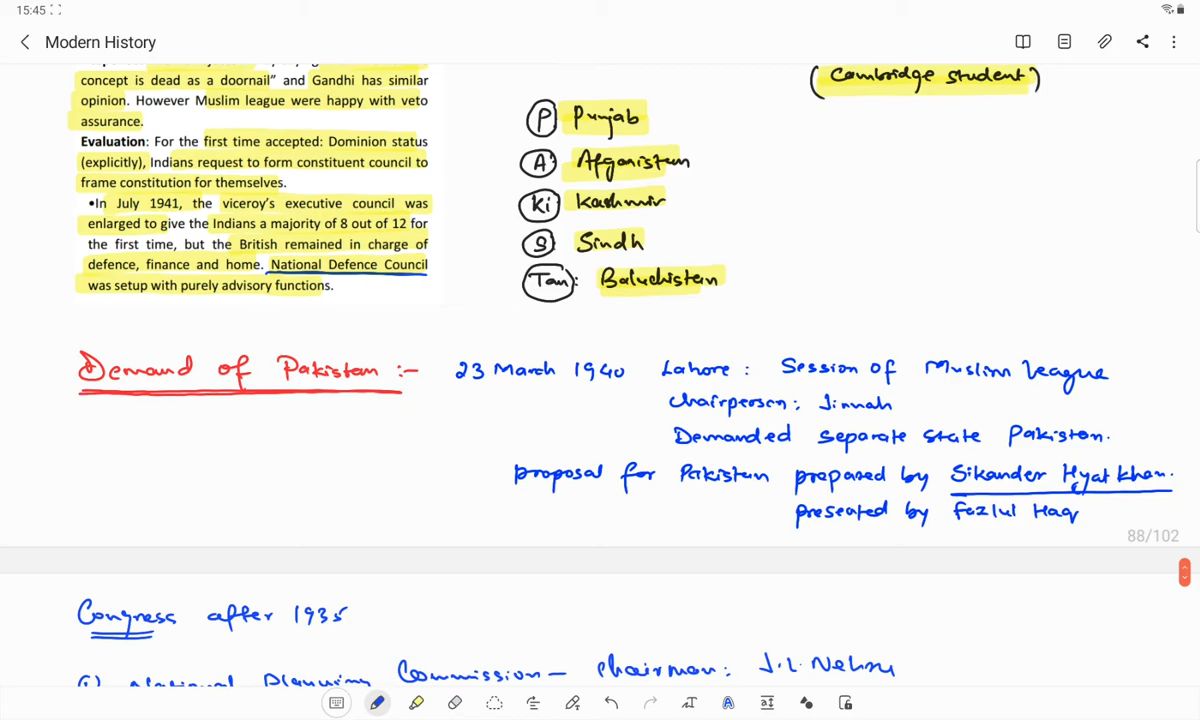 15:45
Modern History
concept is dead as a doornail” and Gandhi has similar
opinion. However Muslim league were happy with veto
assurance.
Evaluation: For the first time accepted: Dominion status
(explicitly), Indians request to form constituent council to
frame constitution for themselves.
•In July 1941, the viceroy's executive council was
enlarged to give the Indians a majority of 8 out of 12 for
the first time, but the British remained in charge of
defence, finance and home. National Defence Council
was setup with purely advisory functions.
(Cambridge student)
P Punjab
A Afganistan
Ki Kashmir
S Sindh
Tan: Baluchistan
Demand of Pakistan :- 23 March 1940 Lahore: Session of Muslim League
Chairperson: Jinnah
Demanded separate state Pakistan.
proposal for Pakistan prepared by Sikander Hyat Khan.
preseated by Fazlul Haq
88/102
Congress after 1935
National Planning Commission - Chairman: J.L. Nehru